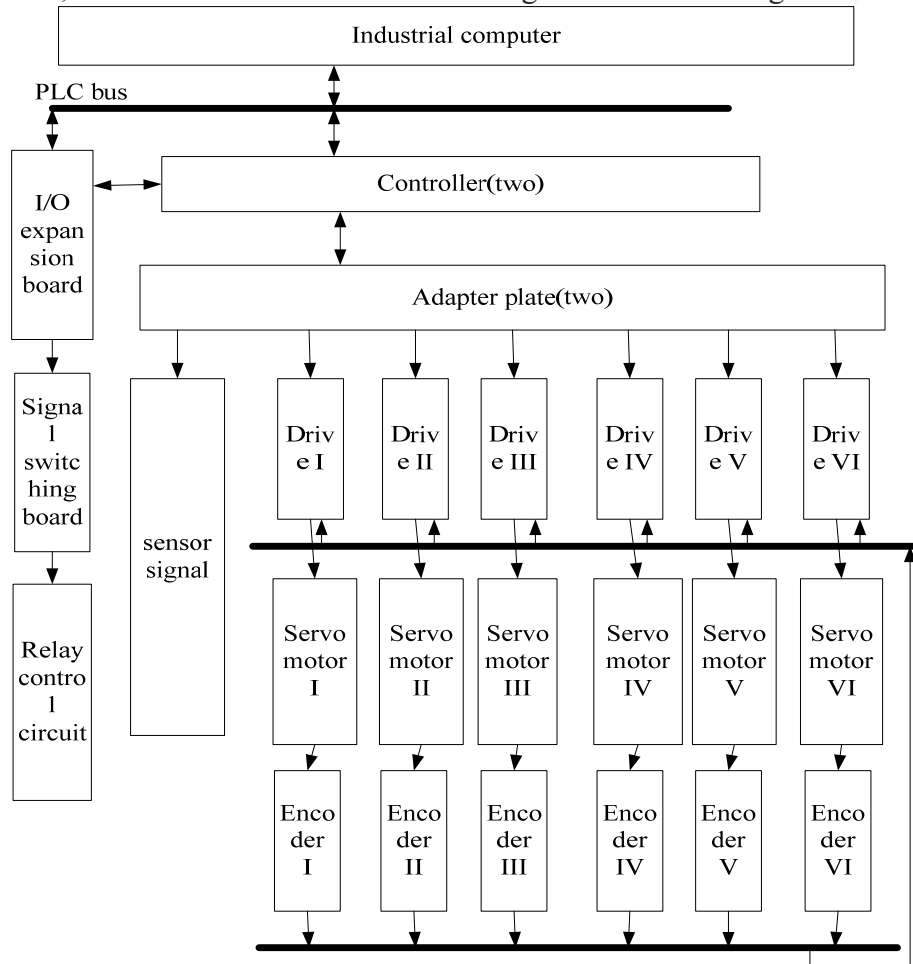 Industrial computer
PLC bus
Controller(two)
I/O
expan
sion
board
Adapter plate(two)
Signa
l
switc
hing
board
sensor
signal
Driv
e I
Driv
e II
Driv
e III
Driv
e IV
Driv
e V
Driv
e VI
Relay
contro
l
circuit
Servo
motor
I
Servo
motor
II
Servo
motor
III
Servo
motor
IV
Servo
motor
V
Servo
motor
VI
Enco
der
I
Enco
der
II
Enco
der
III
Enco
der
IV
Enco
der
V
Enco
der
VI